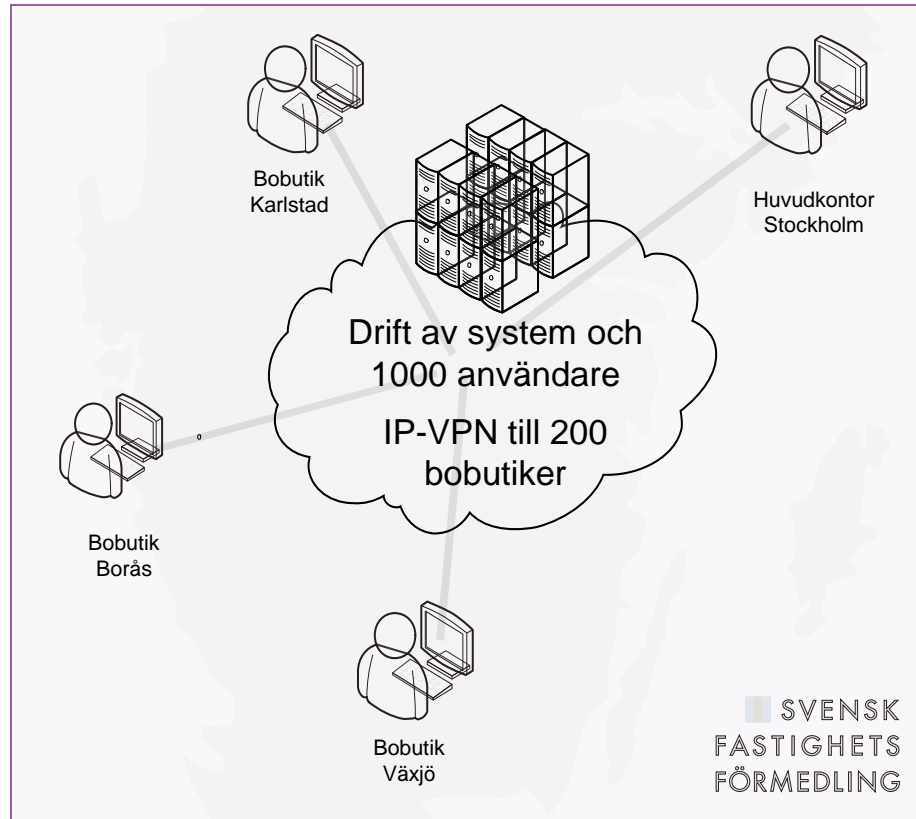 Bobutik
Karlstad
Huvudkontor
Stockholm
Drift av system och
1000 användare
IP-VPN till 200
bobutiker
Bobutik
Borås
Bobutik
Växjö
SVENSK
FASTIGHETS
FÖRMEDLING